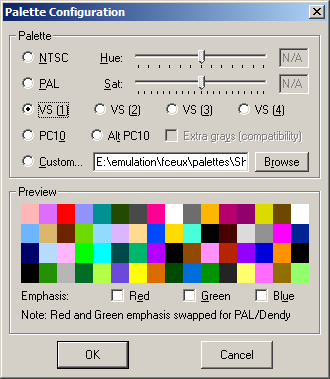 Palette Configuration
Palette
NTSC Hue: N/A
PAL Sat: N/A
VS (1) VS (2) VS (3) VS (4)
PC10 Alt PC10 Extra grays (compatibility)
Custom... E:\emulation\fceux\palettes\Sh Browse
Preview
Emphasis: Red Green Blue
Note: Red and Green emphasis swapped for PAL/Dendy
OK Cancel